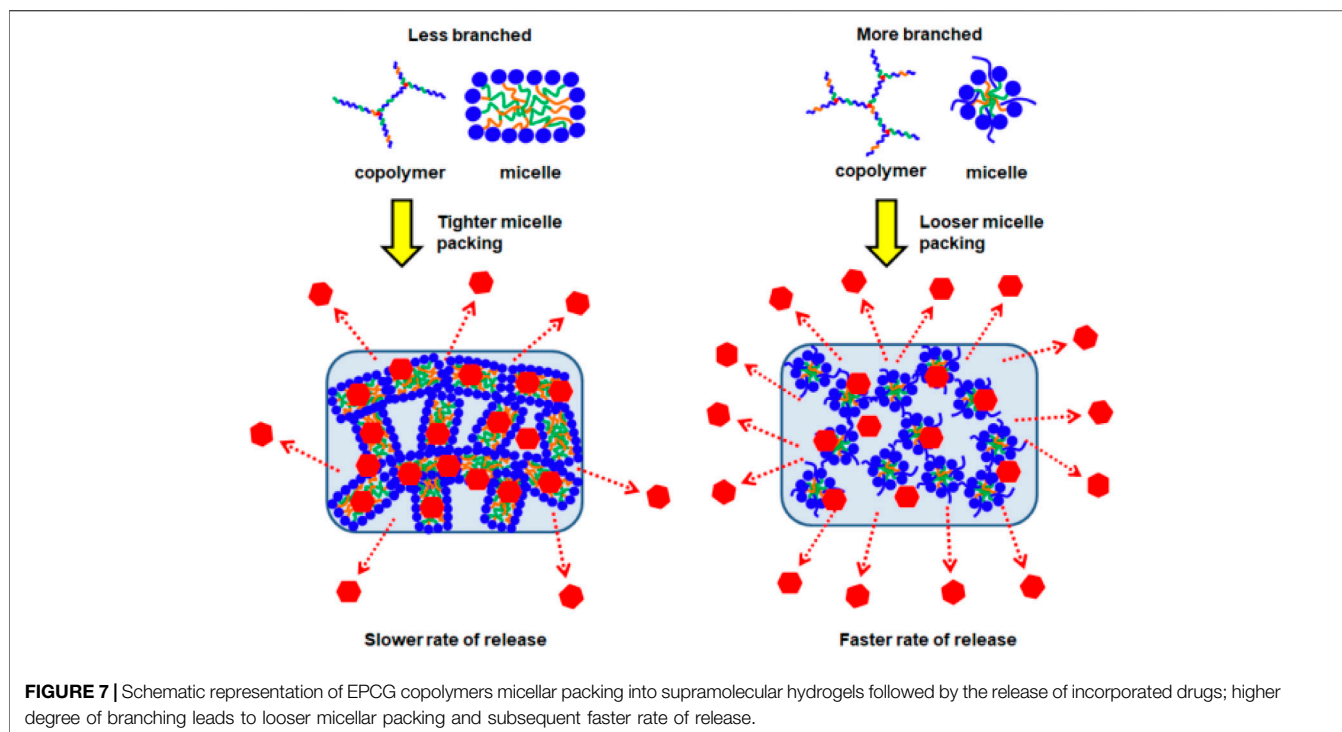 Less branched
More branched
copolymer micelle
copolymer micelle
Tighter micelle
packing
Looser micelle
packing
Slower rate of release
Faster rate of release
FIGURE 7 | Schematic representation of EPCG copolymers micellar packing into supramolecular hydrogels followed by the release of incorporated drugs; higher
degree of branching leads to looser micellar packing and subsequent faster rate of release.